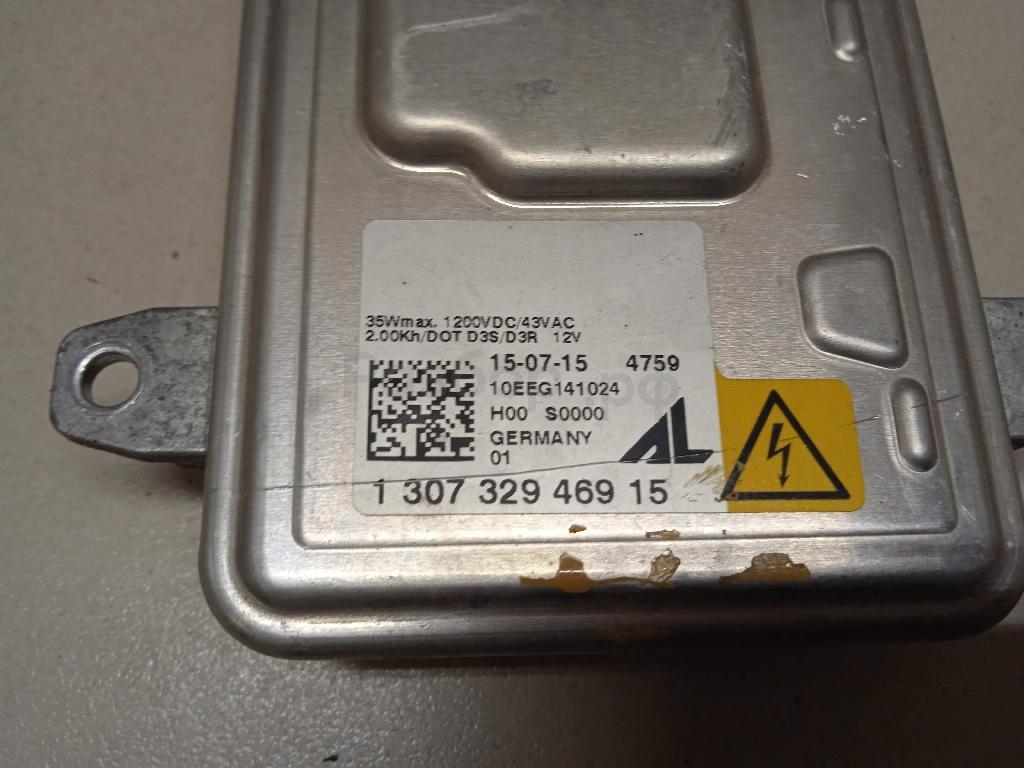 35Wmax. 1200VDC/43VAC
2.00Kh/DOT D3S/D3R 12V
15-07-15 4759
10EEG141024
H00 S0000
GERMANY
01
AL
1 307 329 469 15